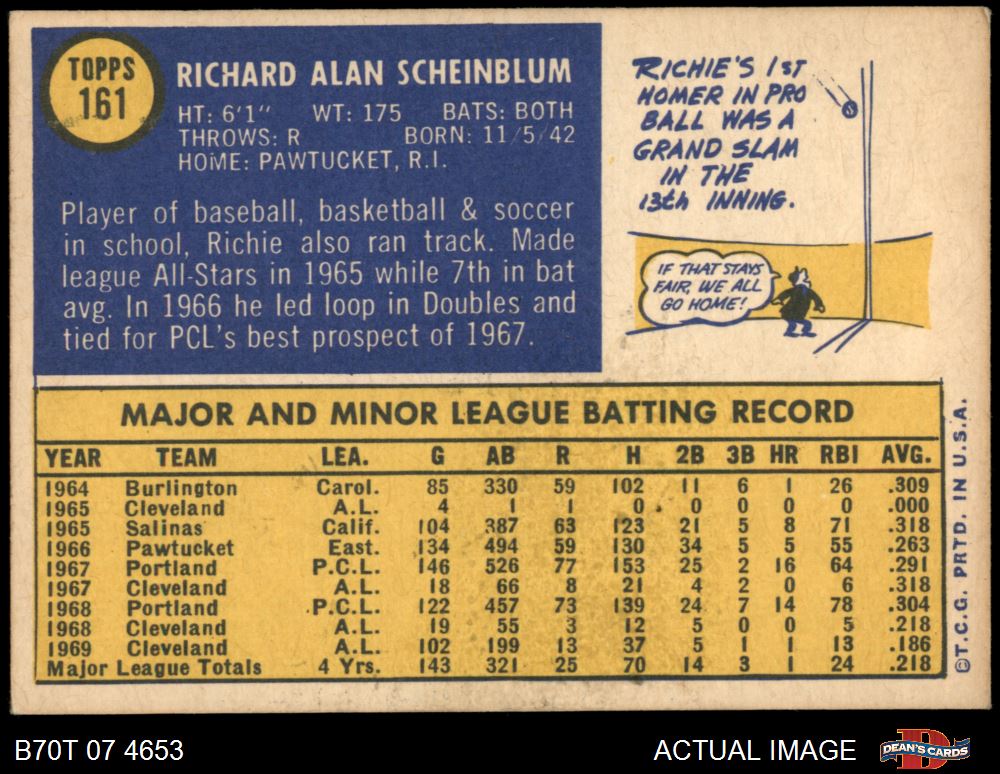 TOPPS
161
RICHARD ALAN SCHEINBLUM
HT: 6'1" WT: 175 BATS: BOTH
THROWS: R BORN: 11/5/42
HOME: PAWTUCKET, R.I.
Player of baseball, basketball & soccer
in school, Richie also ran track. Made
league All-Stars in 1965 while 7th in bat
avg. In 1966 he led loop in Doubles and
tied for PCL's best prospect of 1967.
RICHIE'S 1ST
HOMER IN PRO
BALL WAS A
GRAND SLAM
IN THE
13th INNING.
IF THAT STAYS
FAIR, WE ALL
GO HOME!
MAJOR AND MINOR LEAGUE BATTING RECORD
YEAR TEAM LEA. G AB R H 2B 3B HR RBI AVG.
1964 Burlington Carol. 85 330 59 102 11 6 1 26 .309
1965 Cleveland A.L. 4 1 1 0 0 0 0 0 .000
1965 Salinas Calif. 104 387 63 123 21 5 8 71 .318
1966 Pawtucket East. 134 494 59 130 34 5 5 55 .263
1967 Portland P.C.L. 146 526 77 153 25 2 16 64 .291
1967 Cleveland A.L. 18 66 8 21 4 2 0 6 .318
1968 Portland P.C.L. 122 457 73 139 24 7 14 78 .304
1968 Cleveland A.L. 19 55 3 12 5 0 0 5 .218
1969 Cleveland A.L. 102 199 13 37 5 1 1 13 .186
Major League Totals 4 Yrs. 143 321 25 70 14 3 1 24 .218
©T.C.G. PRTD. IN U.S.A.
B70T 07 4653
ACTUAL IMAGE
D
DEAN'S CARDS